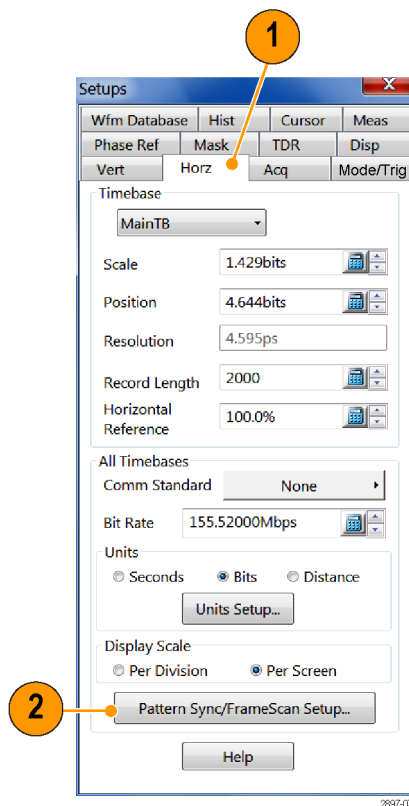 1
Setups X
Wfm Database Hist Cursor Meas
Phase Ref Mask TDR Disp
Vert Horz Acq Mode/Trig
Timebase
MainTB
Scale 1.429bits
Position 4.644bits
Resolution 4.595ps
Record Length 2000
Horizontal
Reference 100.0%
All Timebases
Comm Standard None
Bit Rate 155.52000Mbps
Units
Seconds Bits Distance
Units Setup...
Display Scale
Per Division Per Screen
2 Pattern Sync/FrameScan Setup...
Help